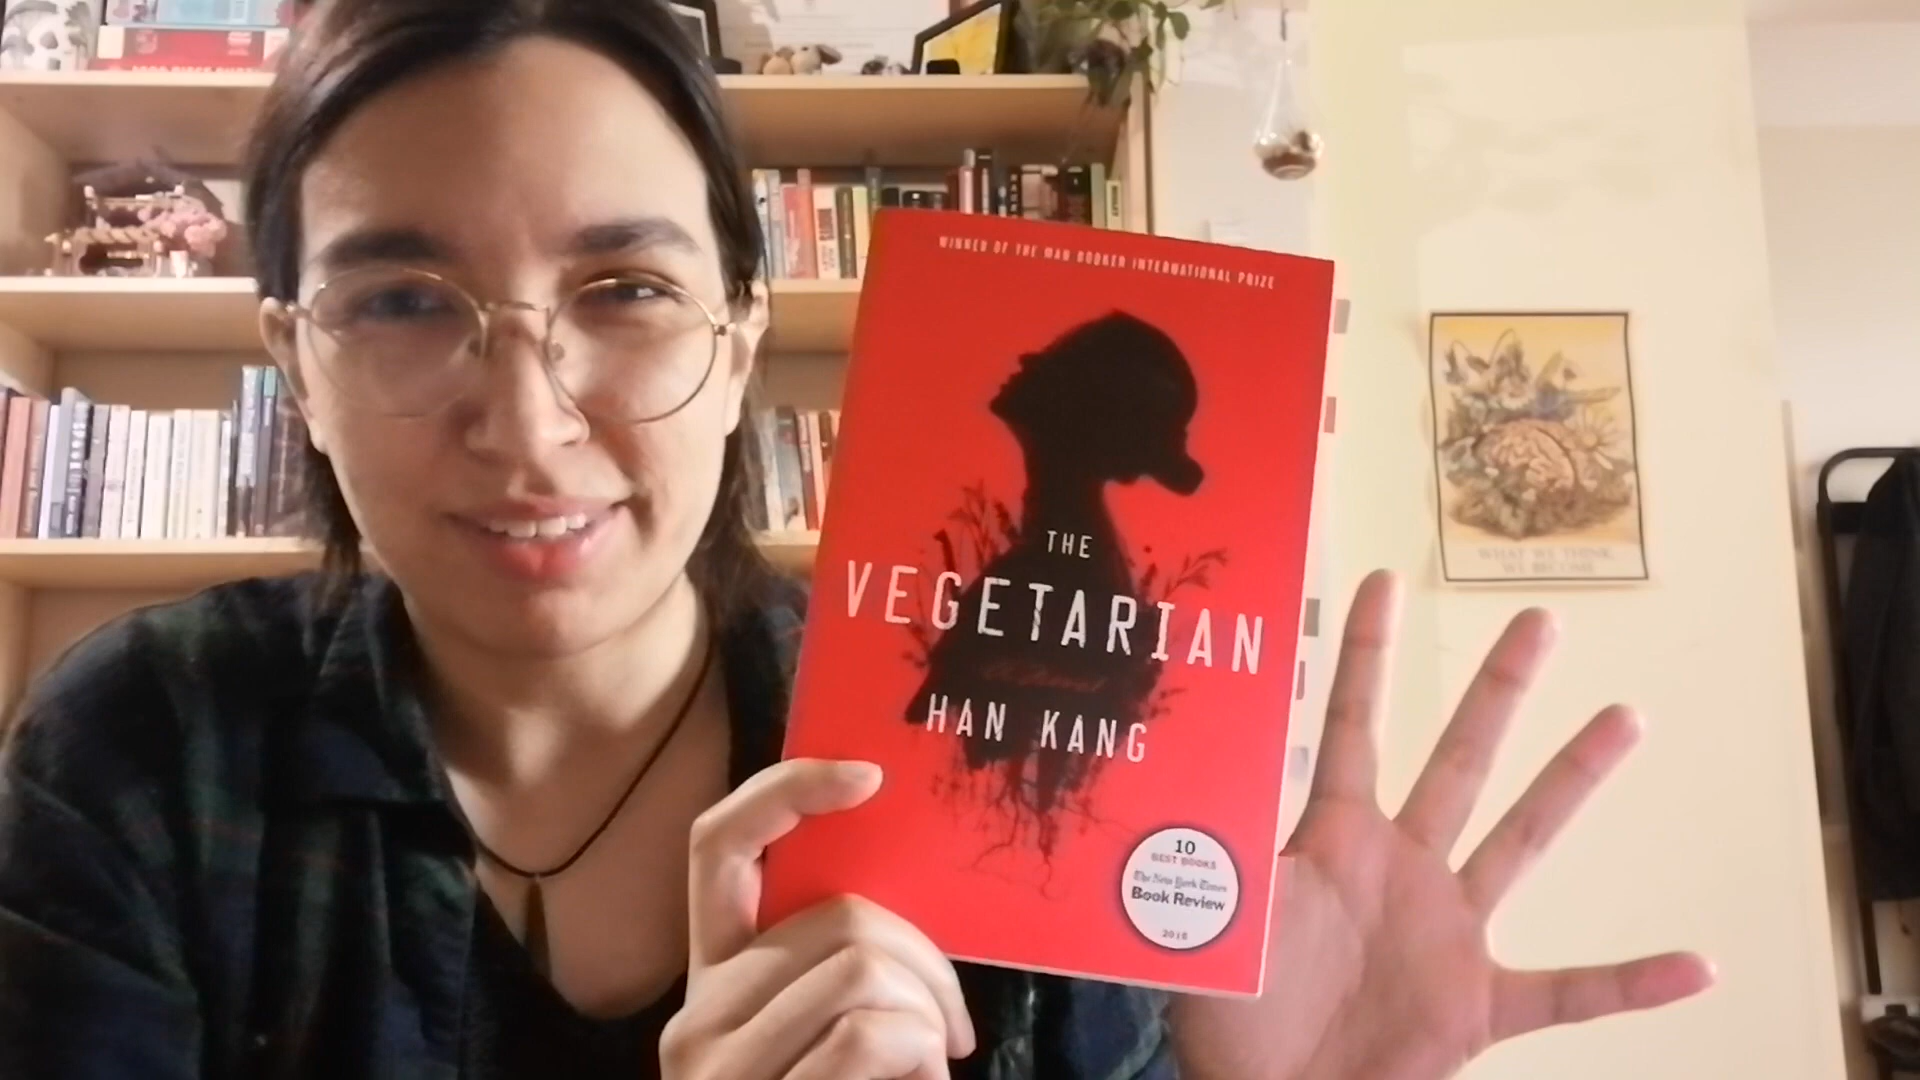 WINNER OF THE MAN BOOKER INTERNATIONAL PRIZE
THE
VEGETARIAN
A Novel
HAN KANG
10
BEST BOOKS
The New York Times
Book Review
2016
WHAT WE THINK,
WE BECOME